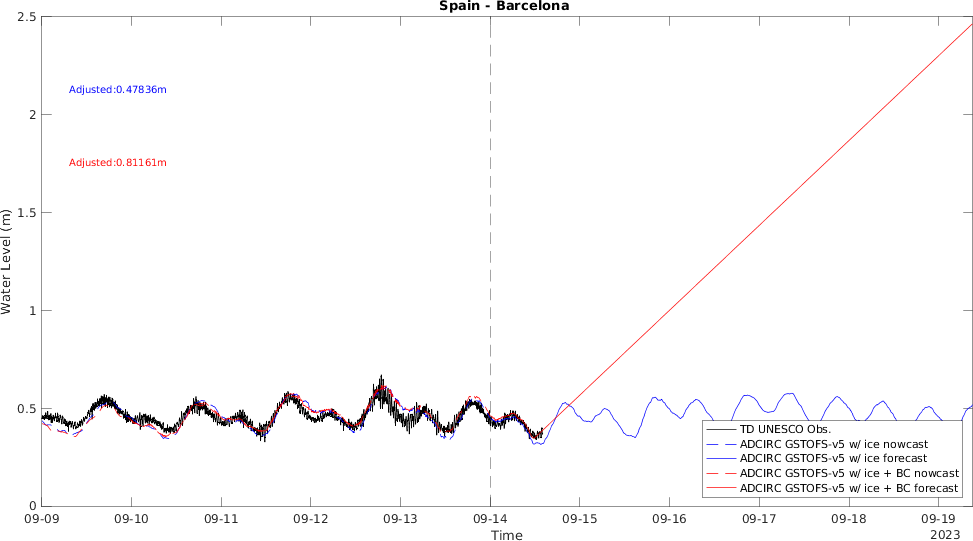 Spain - Barcelona
2.5
2
1.5
1
0.5
0
Water Level (m)
Adjusted:0.47836m
Adjusted:0.81161m
TD UNESCO Obs.
ADCIRC GSTOFS-v5 w/ice nowcast
ADCIRC GSTOFS-v5 w/ice forecast
ADCIRC GSTOFS-v5 w/ice + BC nowcast
ADCIRC GSTOFS-v5 w/ice + BC forecast
09-09 09-10 09-11 09-12 09-13 09-14 09-15 09-16 09-17 09-18 09-19
Time
2023